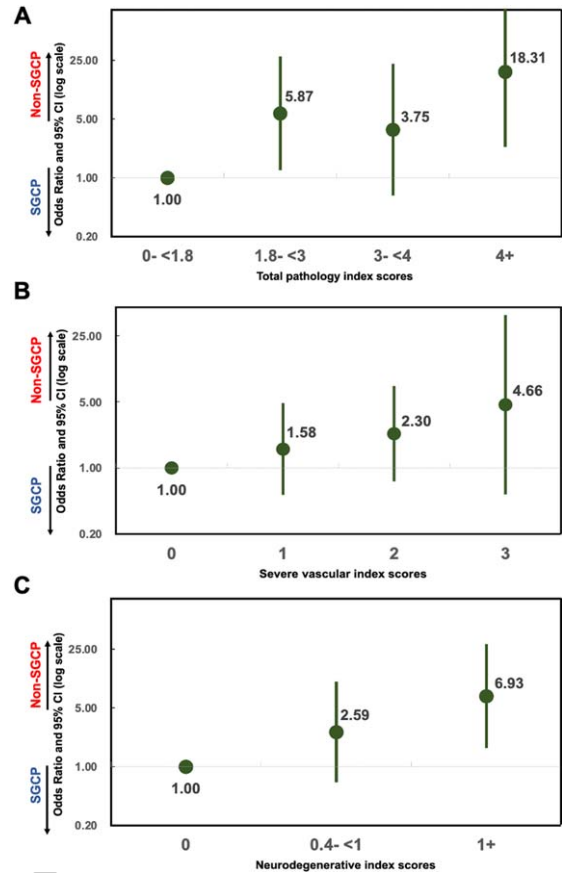 A
Non-SGCP
SGCP
Odds Ratio and 95% CI (log scale)
25.00
5.00
1.00
0.20
1.00
5.87
3.75
18.31
0- <1.8
1.8- <3
3- <4
4+
Total pathology index scores
B
Non-SGCP
SGCP
Odds Ratio and 95% CI (log scale)
25.00
5.00
1.00
0.20
1.00
1.58
2.30
4.66
0
1
2
3
Severe vascular index scores
C
Non-SGCP
SGCP
Odds Ratio and 95% CI (log scale)
25.00
5.00
1.00
0.20
1.00
2.59
6.93
0
0.4- <1
1+
Neurodegenerative index scores